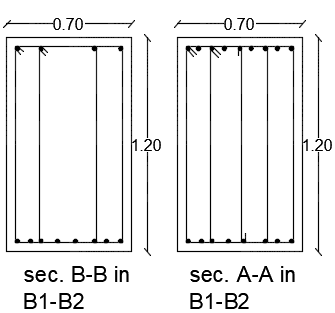 0.70
0.70
1.20
1.20
sec. B-B in
B1-B2
sec. A-A in
B1-B2